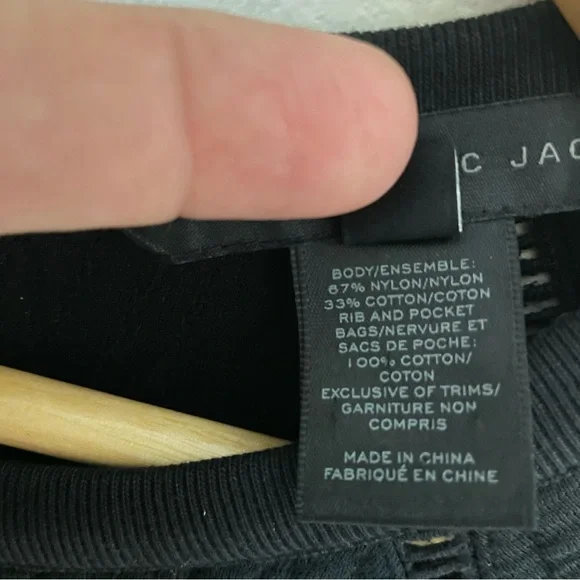 C JAC
BODY/ENSEMBLE:
67% NYLON/NYLON
33% COTTON/COTON
RIB AND POCKET
BAGS/NERVURE ET
SACS DE POCHE:
100% COTTON/
COTON
EXCLUSIVE OF TRIMS/
GARNITURE NON
COMPRIS
MADE IN CHINA
FABRIQUÉ EN CHINE